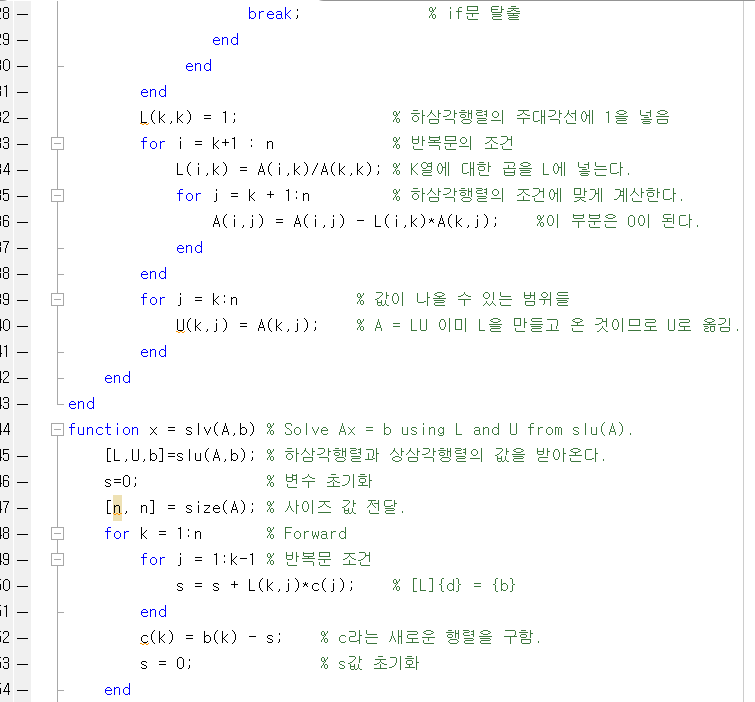 28 break; % if문 탈출
29 end
30 end
31 end
32 L(k,k) = 1; % 하삼각행렬의 주대각선에 1을 넣음
33 for i = k+1 : n % 반복문의 조건
34 L(i,k) = A(i,k)/A(k,k); % K열에 대한 곱을 L에 넣는다.
35 for j = k + 1:n % 하삼각행렬의 조건에 맞게 계산한다.
36 A(i,j) = A(i,j) - L(i,k)*A(k,j); %이 부분은 0이 된다.
37 end
38 end
39 for j = k:n % 값이 나올 수 있는 범위들
40 U(k,j) = A(k,j); % A = LU 이미 L을 만들고 온 것이므로 U로 옮김.
41 end
42 end
43 end
44 function x = slv(A,b) % Solve Ax = b using L and U from slu(A).
45 [L,U,b]=slu(A,b); % 하삼각행렬과 상삼각행렬의 값을 받아온다.
46 s=0; % 변수 초기화
47 [n, n] = size(A); % 사이즈 값 전달.
48 for k = 1:n % Forward
49 for j = 1:k-1 % 반복문 조건
50 s = s + L(k,j)*c(j); % [L]{d} = {b}
51 end
52 c(k) = b(k) - s; % c라는 새로운 행렬을 구함.
53 s = 0; % s값 초기화
54 end